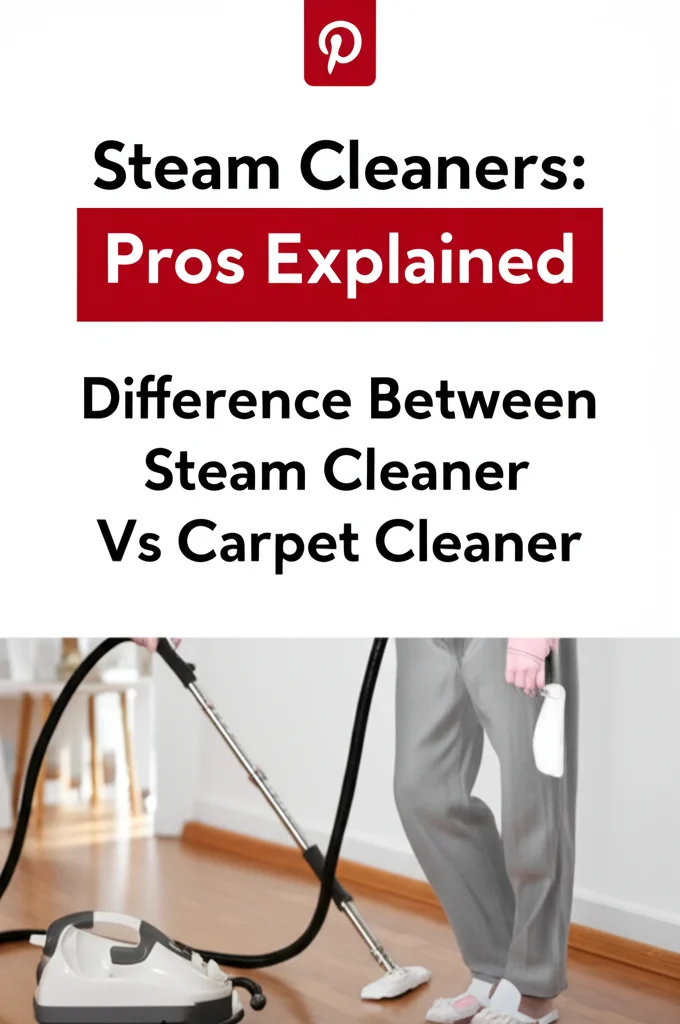 Steam Cleaners:
Pros Explained
Difference Between
Steam Cleaner
Vs Carpet Cleaner